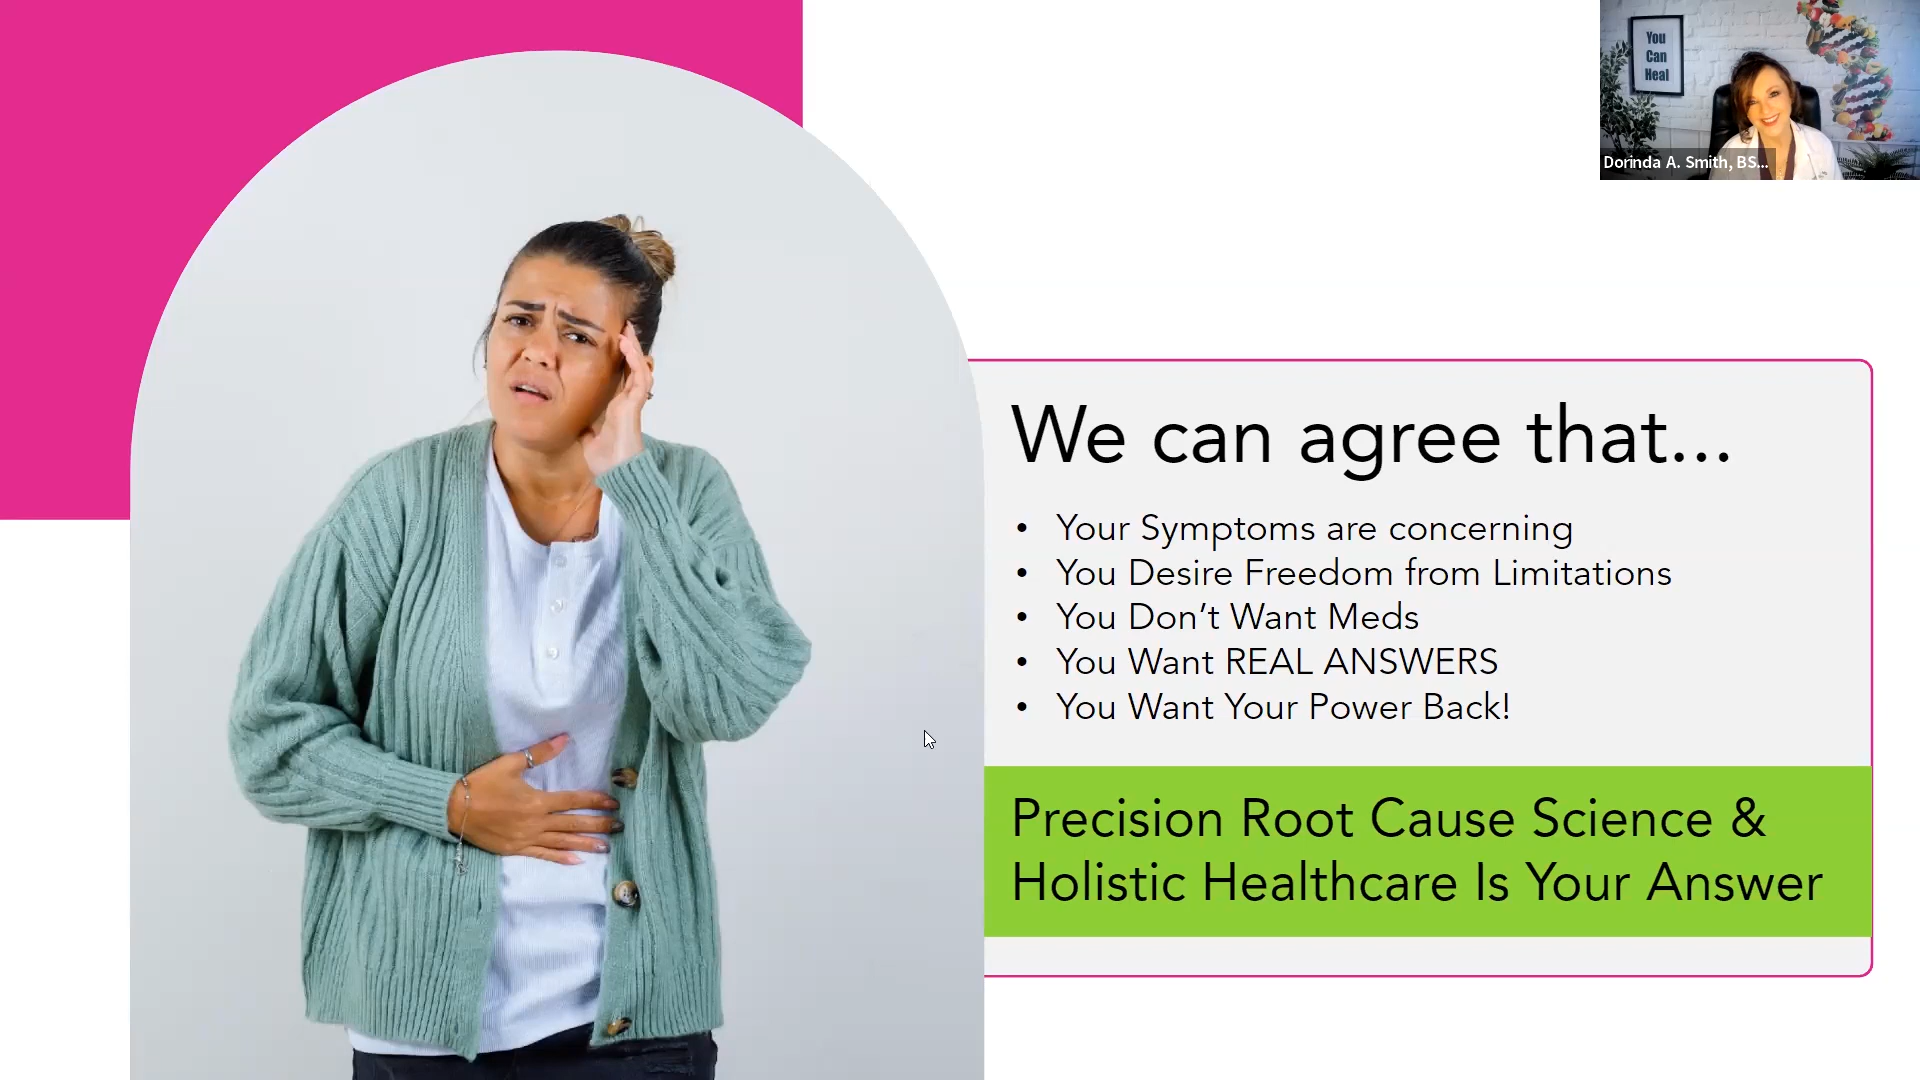 You
Can
Heal
Dorinda A. Smith, BS...
We can agree that...
• Your Symptoms are concerning
• You Desire Freedom from Limitations
• You Don’t Want Meds
• You Want REAL ANSWERS
• You Want Your Power Back!
Precision Root Cause Science &
Holistic Healthcare Is Your Answer